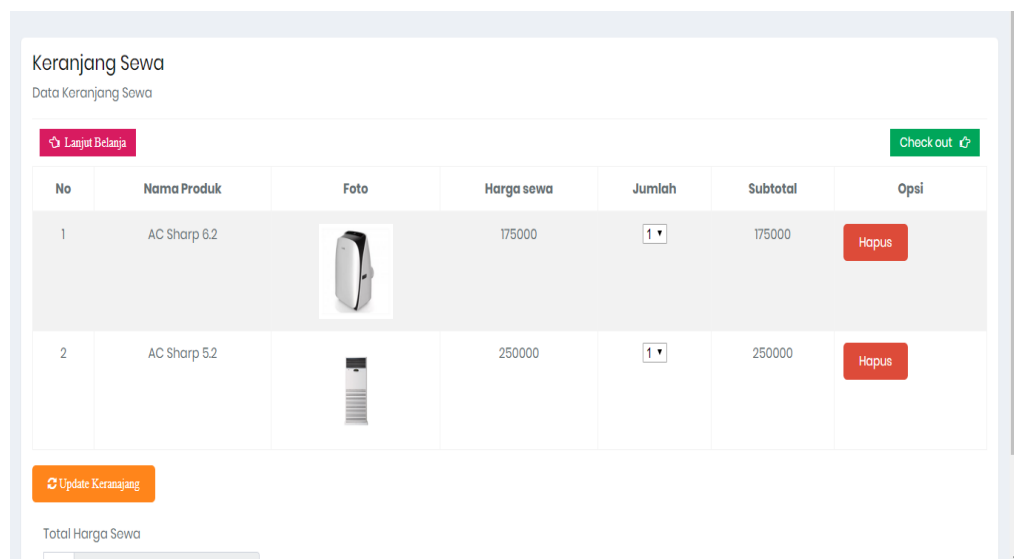 Keranjang Sewa
Data Keranjang Sewa
Lanjut Belanja
Check out
No Nama Produk Foto Harga sewa Jumlah Subtotal Opsi
1 AC Sharp 6.2 175000 1 175000 Hapus
2 AC Sharp 5.2 250000 1 250000 Hapus
Update Keranajang
Total Harga Sewa